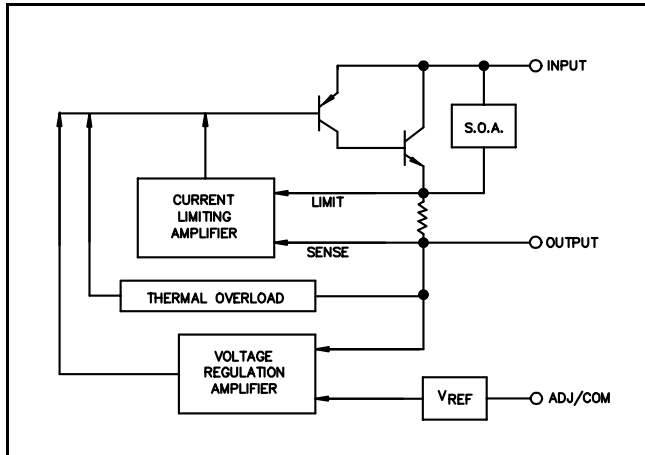 INPUT
S.O.A.
CURRENT
LIMITING
AMPLIFIER
LIMIT
SENSE
OUTPUT
THERMAL OVERLOAD
VOLTAGE
REGULATION
AMPLIFIER
VREF
ADJ/COM